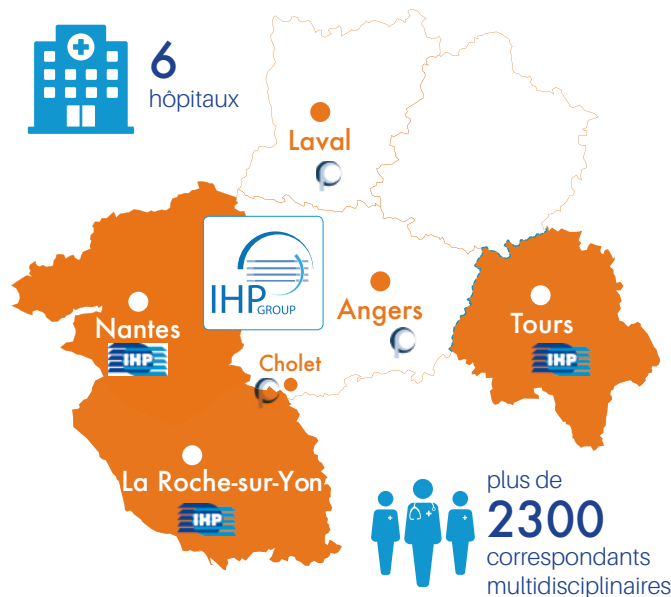 6
hôpitaux
Laval
IHP
GROUP
Angers
Nantes
IHP
Tours
IHP
Cholet
La Roche-sur-Yon
IHP
plus de
2300
correspondants
multidisciplinaires